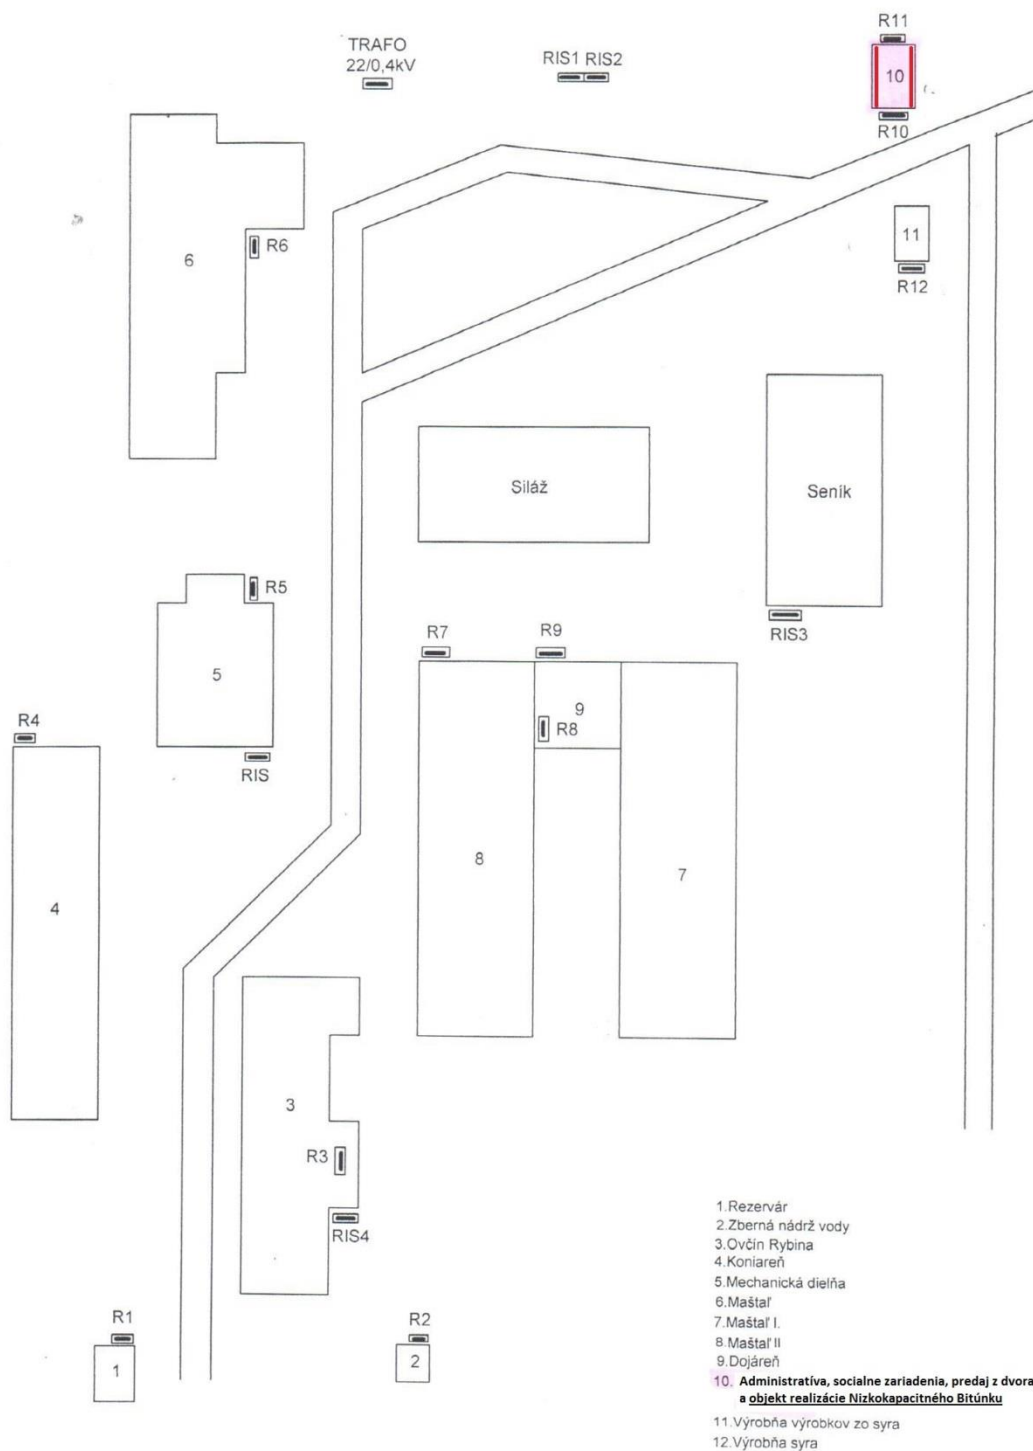 R11
TRAFO
22/0,4kV
RIS1 RIS2
10
R10
R6
6
11
R12
Siláž
Seník
R5
RIS3
R7
R9
5
9
R8
R4
RIS
8
7
4
3
R3
RIS4
R1
R2
1
2
1.Rezervár
2.Zberná nádrž vody
3.Ovčín Rybina
4.Koniareň
5.Mechanická dielňa
6.Maštaľ
7.Maštaľ I.
8.Maštaľ II
9.Dojáreň
10. Administratíva, socialne zariadenia, predaj z dvora
a objekt realizácie Nizkokapacitného Bitúnku
11.Výrobňa výrobkov zo syra
12.Výrobňa syra